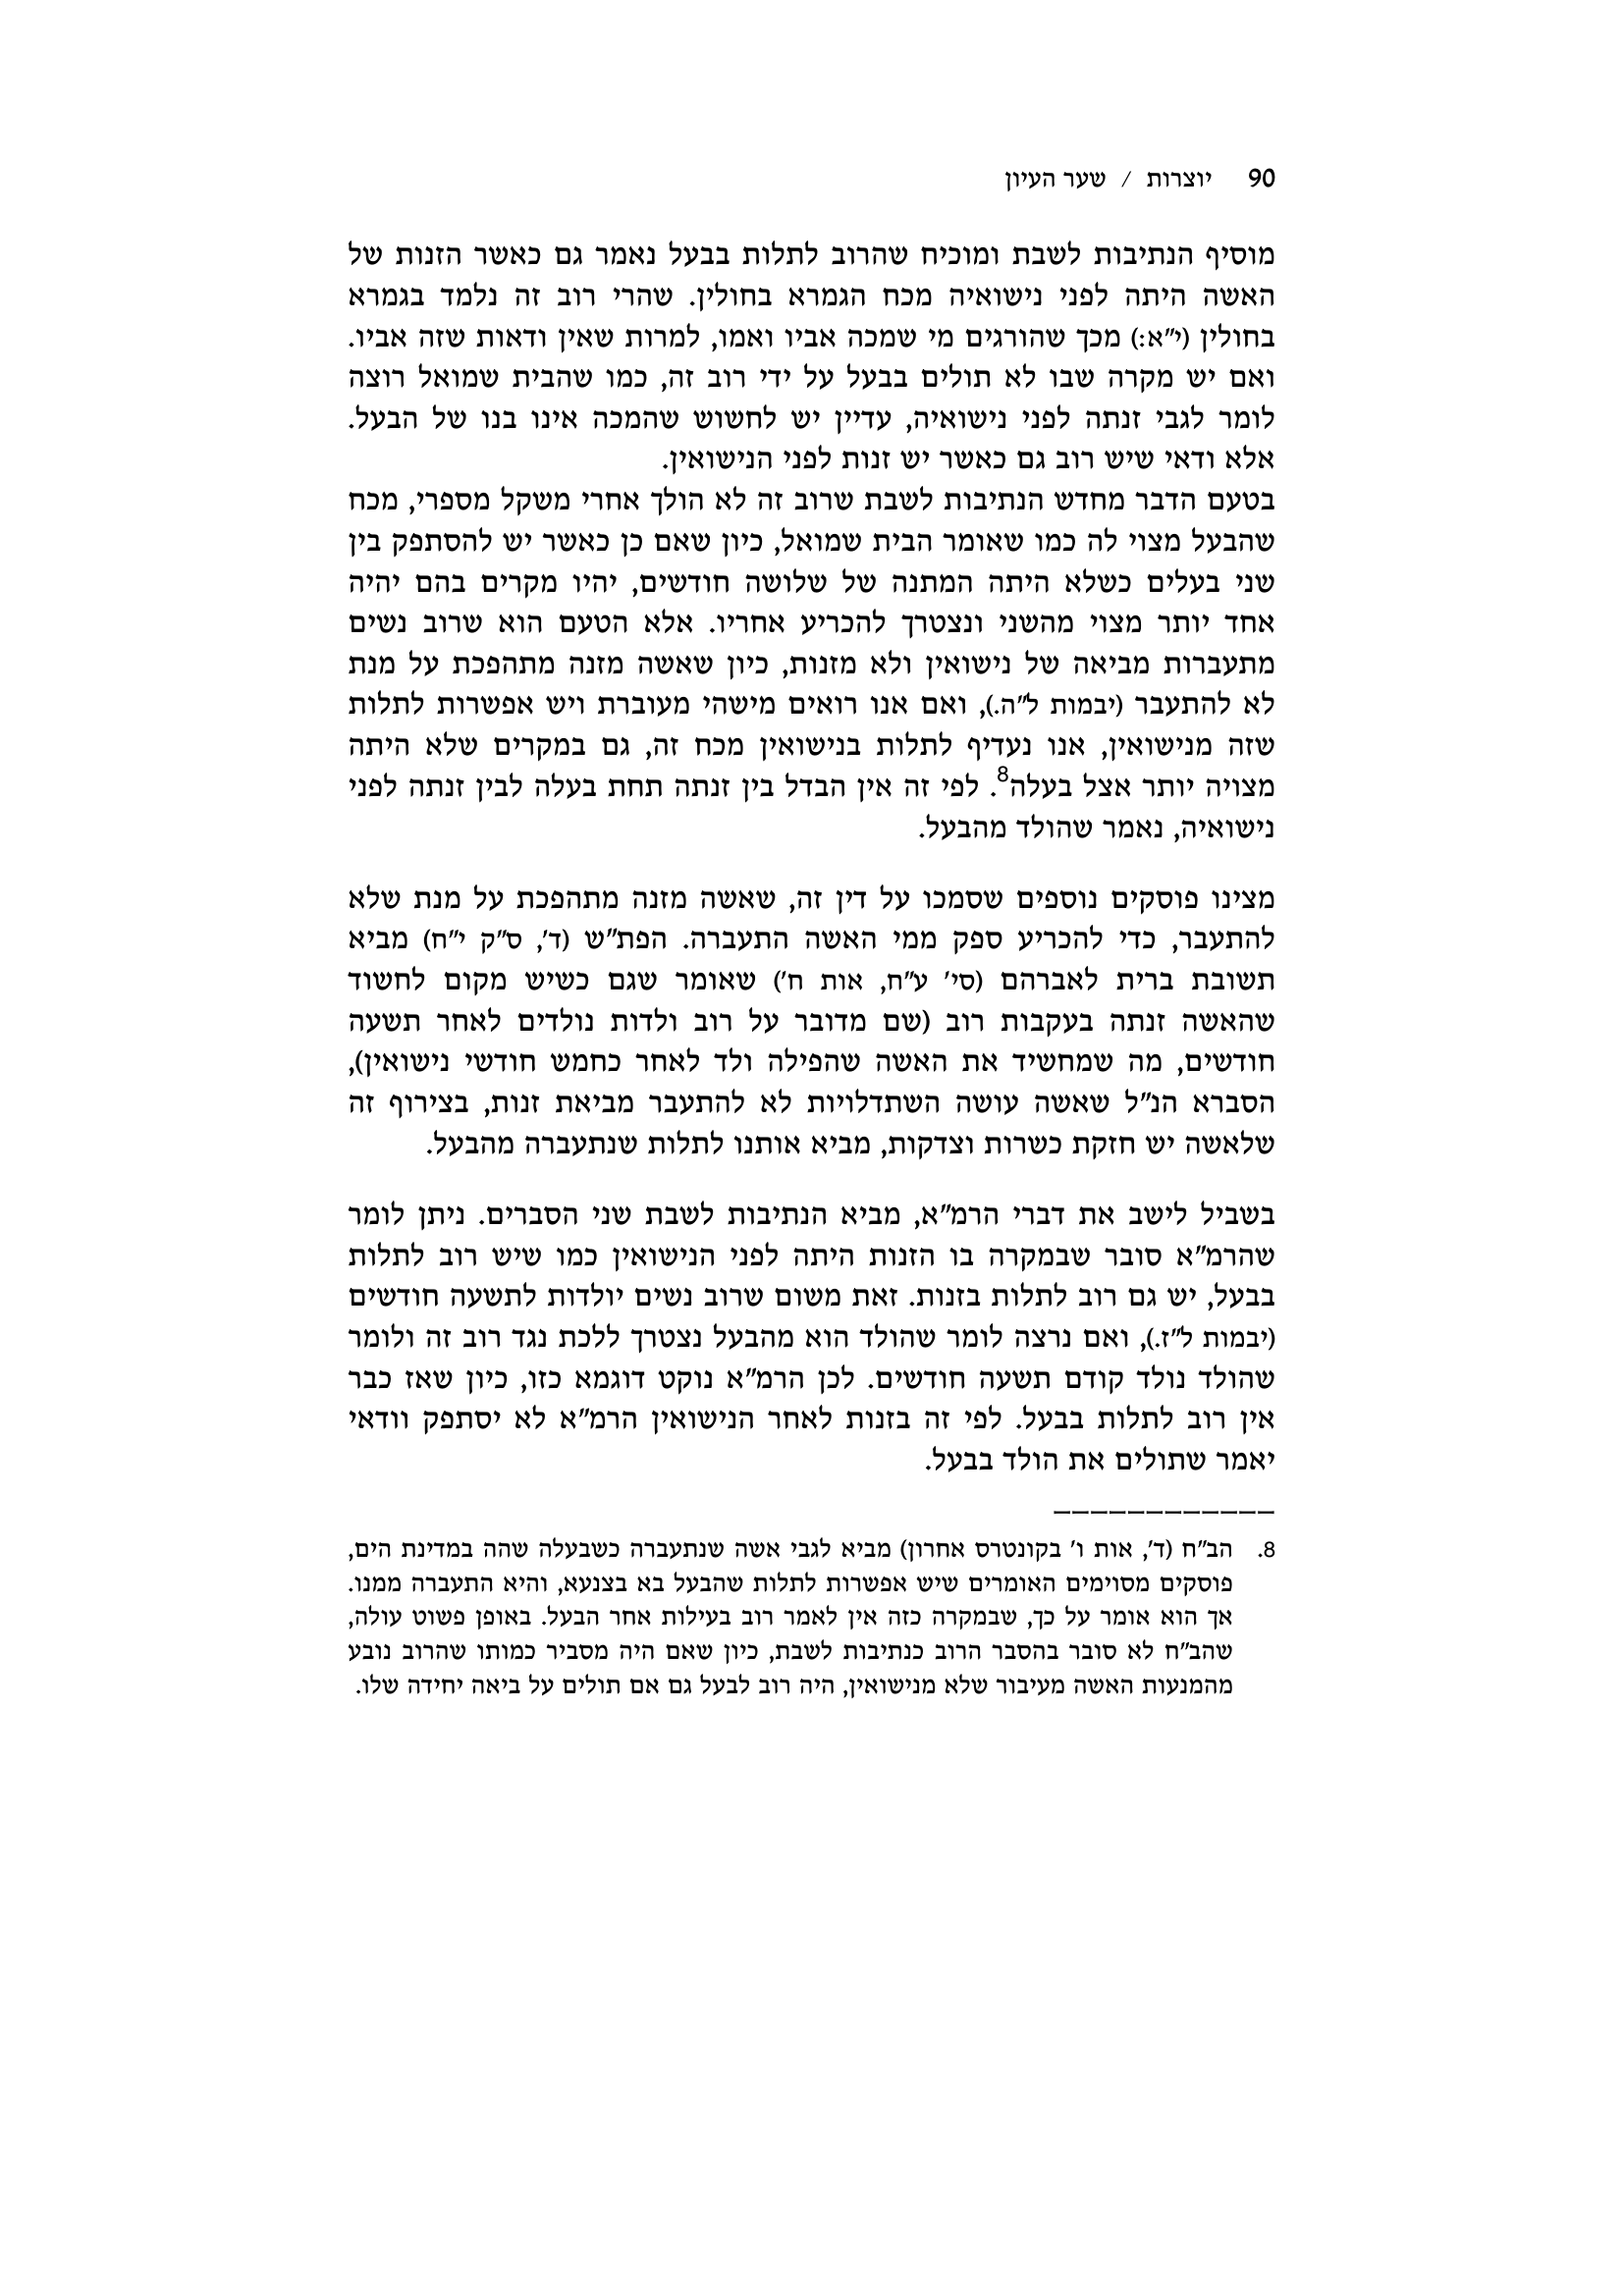 90 יוצרות / שער העיון
מוסיף הנתיבות לשבת ומוכיח שהרוב לתלות בבעל נאמר גם כאשר הזנות של
האשה היתה לפני נישואיה מכח הגמרא בחולין. שהרי רוב זה נלמד בגמרא
בחולין (י"א:) מכך שהורגים מי שמכה אביו ואמו, למרות שאין ודאות שזה אביו.
ואם יש מקרה שבו לא תולים בבעל על ידי רוב זה, כמו שהבית שמואל רוצה
לומר לגבי זנתה לפני נישואיה, עדיין יש לחשוש שהמכה אינו בנו של הבעל.
אלא ודאי שיש רוב גם כאשר יש זנות לפני הנישואין.
בטעם הדבר מחדש הנתיבות לשבת שרוב זה לא הולך אחרי משקל מספרי, מכח
שהבעל מצוי לה כמו שאומר הבית שמואל, כיון שאם כן כאשר יש להסתפק בין
שני בעלים כשלא היתה המתנה של שלושה חודשים, יהיו מקרים בהם יהיה
אחד יותר מצוי מהשני ונצטרך להכריע אחריו. אלא הטעם הוא שרוב נשים
מתעברות מביאה של נישואין ולא מזנות, כיון שאשה מזנה מתהפכת על מנת
לא להתעבר (יבמות ל"ה.), ואם אנו רואים מישהי מעוברת ויש אפשרות לתלות
שזה מנישואין, אנו נעדיף לתלות בנישואין מכח זה, גם במקרים שלא היתה
מצויה יותר אצל בעלה8. לפי זה אין הבדל בין זנתה תחת בעלה לבין זנתה לפני
נישואיה, נאמר שהולד מהבעל.
מצינו פוסקים נוספים שסמכו על דין זה, שאשה מזנה מתהפכת על מנת שלא
להתעבר, כדי להכריע ספק ממי האשה התעברה. הפת"ש (ד', ס"ק י"ח) מביא
תשובת ברית לאברהם (סי' ע"ח, אות ח') שאומר שגם כשיש מקום לחשוד
שהאשה זנתה בעקבות רוב (שם מדובר על רוב ולדות נולדים לאחר תשעה
חודשים, מה שמחשיד את האשה שהפילה ולד לאחר כחמש חודשי נישואין),
הסברא הנ"ל שאשה עושה השתדלויות לא להתעבר מביאת זנות, בצירוף זה
שלאשה יש חזקת כשרות וצדקות, מביא אותנו לתלות שנתעברה מהבעל.
בשביל לישב את דברי הרמ"א, מביא הנתיבות לשבת שני הסברים. ניתן לומר
שהרמ"א סובר שבמקרה בו הזנות היתה לפני הנישואין כמו שיש רוב לתלות
בבעל, יש גם רוב לתלות בזנות. זאת משום שרוב נשים יולדות לתשעה חודשים
(יבמות ל"ז.), ואם נרצה לומר שהולד הוא מהבעל נצטרך ללכת נגד רוב זה ולומר
שהולד נולד קודם תשעה חודשים. לכן הרמ"א נוקט דוגמא כזו, כיון שאז כבר
אין רוב לתלות בבעל. לפי זה בזנות לאחר הנישואין הרמ"א לא יסתפק וודאי
יאמר שתולים את הולד בבעל.
8. הב"ח (ד', אות ו' בקונטרס אחרון) מביא לגבי אשה שנתעברה כשבעלה שהה במדינת הים,
פוסקים מסוימים האומרים שיש אפשרות לתלות שהבעל בא בצנעא, והיא התעברה ממנו.
אך הוא אומר על כך, שבמקרה כזה אין לאמר רוב בעילות אחר הבעל. באופן פשוט עולה,
שהב"ח לא סובר בהסבר הרוב כנתיבות לשבת, כיון שאם היה מסביר כמותו שהרוב נובע
מהמנעות האשה מעיבור שלא מנישואין, היה רוב לבעל גם אם תולים על ביאה יחידה שלו.